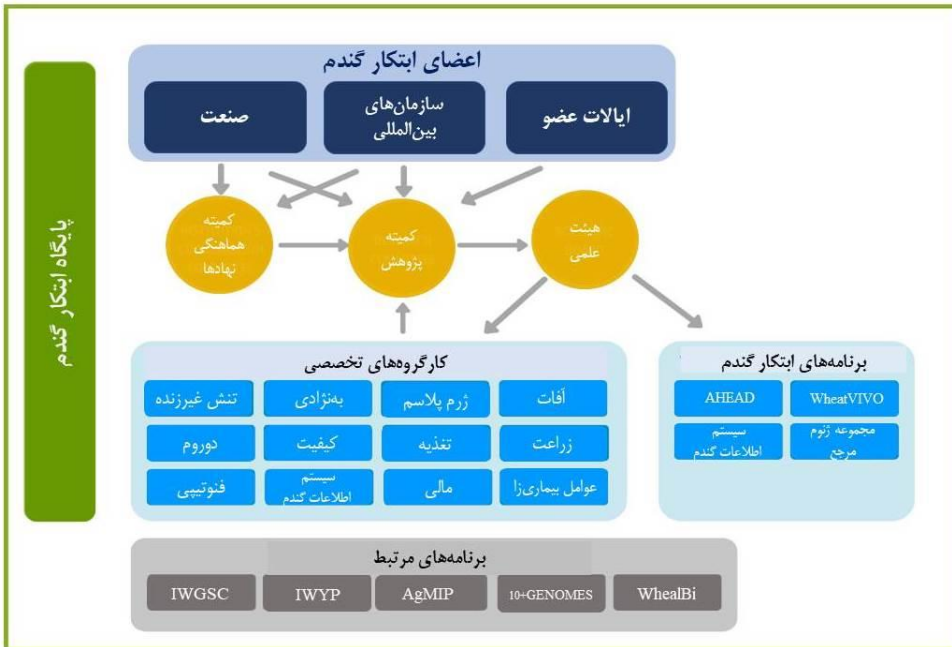 پایگاه ابتکار گندم
اعضای ابتکار گندم
ایالات عضو
سازمان‌های
بین‌المللی
صنعت
هیئت
علمی
کمیته
پژوهش
کمیته
هماهنگی
نهادها
کارگروه‌های تخصصی
آفات
ژرم پلاسم
به‌نژادی
تنش غیرزنده
زراعت
تغذیه
کیفیت
دوروم
عوامل بیماری‌زا
مالی
سیستم
اطلاعات گندم
فنوتیپی
برنامه‌های ابتکار گندم
WheatVIVO
AHEAD
مجموعه ژنوم
مرجع
سیستم
اطلاعات گندم
برنامه‌های مرتبط
IWGSC
IWYP
AgMIP
10+GENOMES
WhealBi